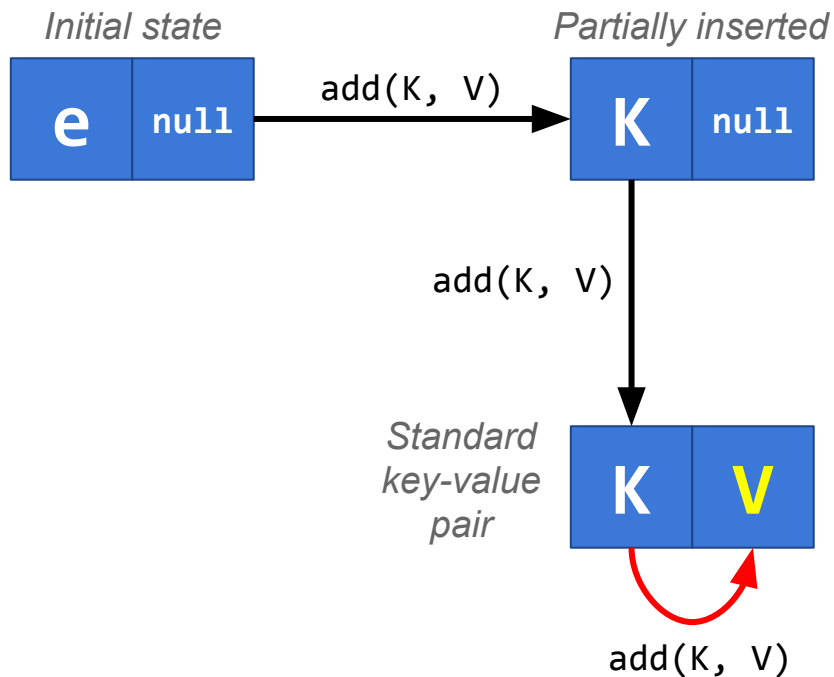 Initial state
Partially inserted
add(K, V)
e null
K null
add(K, V)
Standard
key-value
pair
K V
add(K, V)